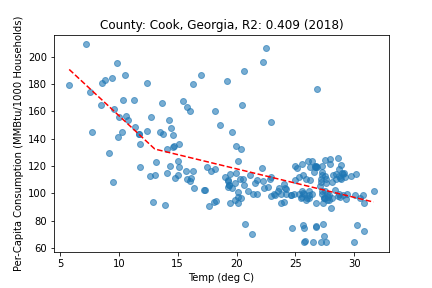 County: Cook, Georgia, R2: 0.409 (2018)
Per-Capita Consumption (MMBtu/1000 Households)
200
180
160
140
120
100
80
60
5 10 15 20 25 30
Temp (deg C)